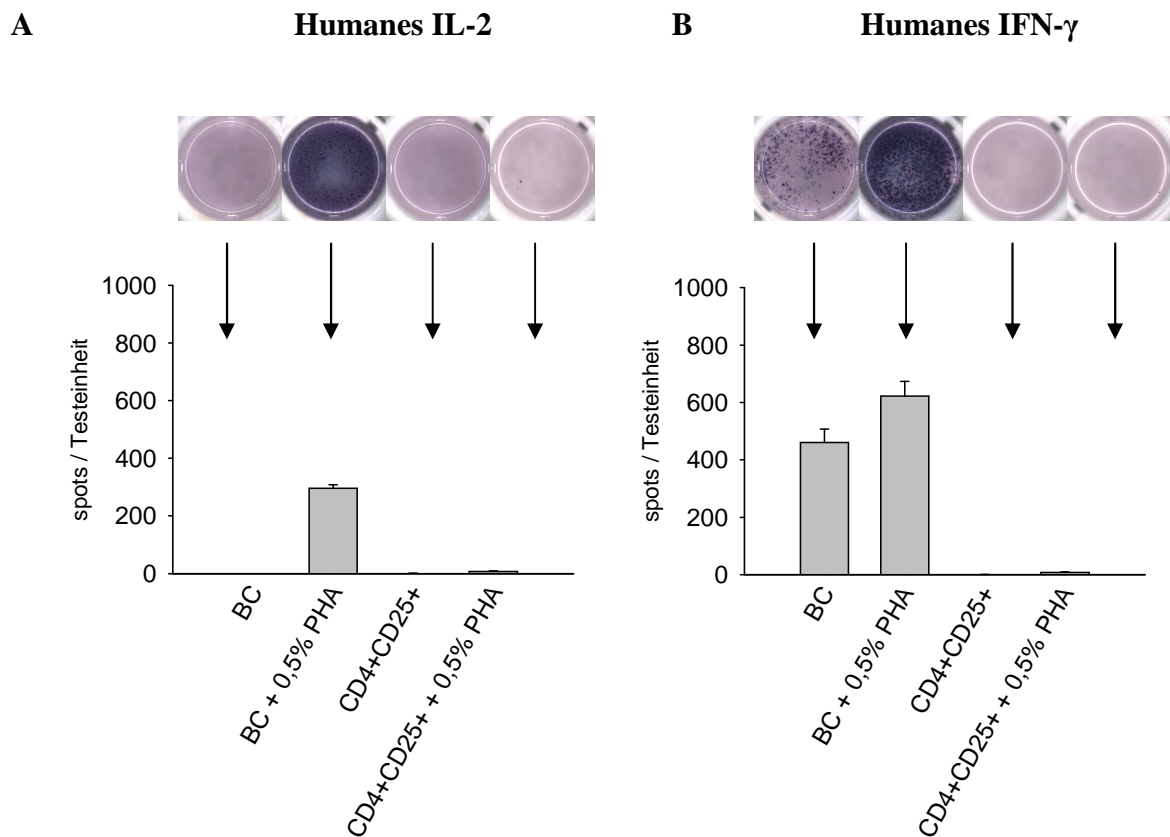 A
Humanes IL-2
1000
800
600
400
200
0
spots / Testeinheit
BC
BC + 0,5% PHA
CD4+CD25+
CD4+CD25+ + 0,5% PHA
B
Humanes IFN-γ
1000
800
600
400
200
0
spots / Testeinheit
BC
BC + 0,5% PHA
CD4+CD25+
CD4+CD25+ + 0,5% PHA